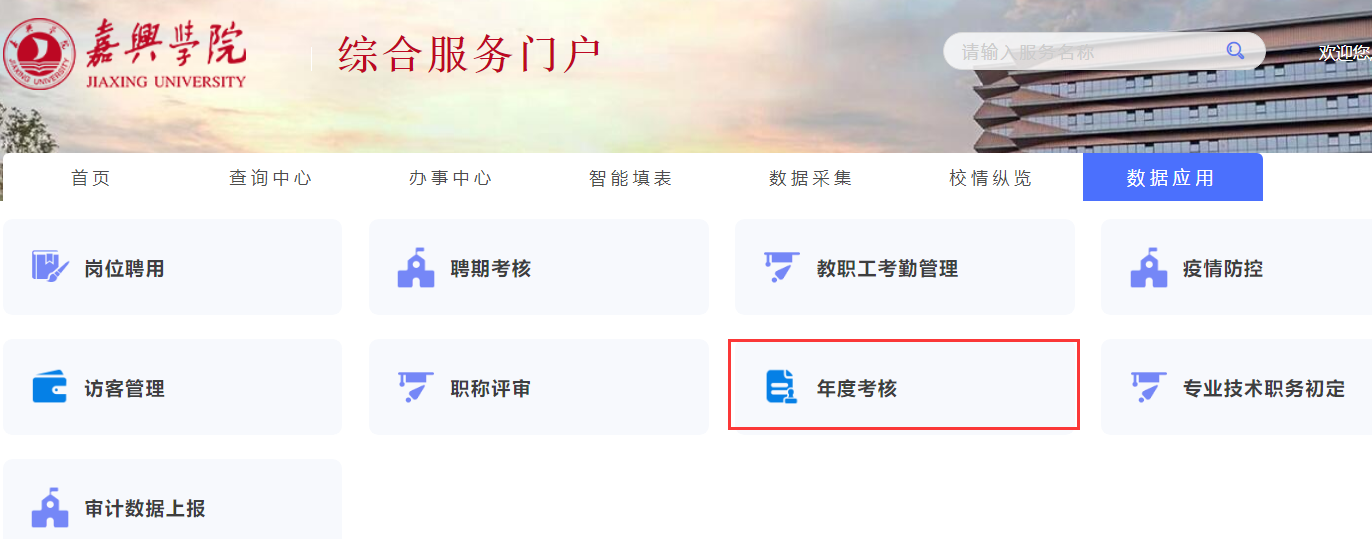 嘉興学院
JIAXING UNIVERSITY
综合服务门户
请输入服务名称
欢迎您
首页
查询中心
办事中心
智能填表
数据采集
校情纵览
数据应用
岗位聘用
聘期考核
教职工考勤管理
疫情防控
访客管理
职称评审
年度考核
专业技术职务初定
审计数据上报